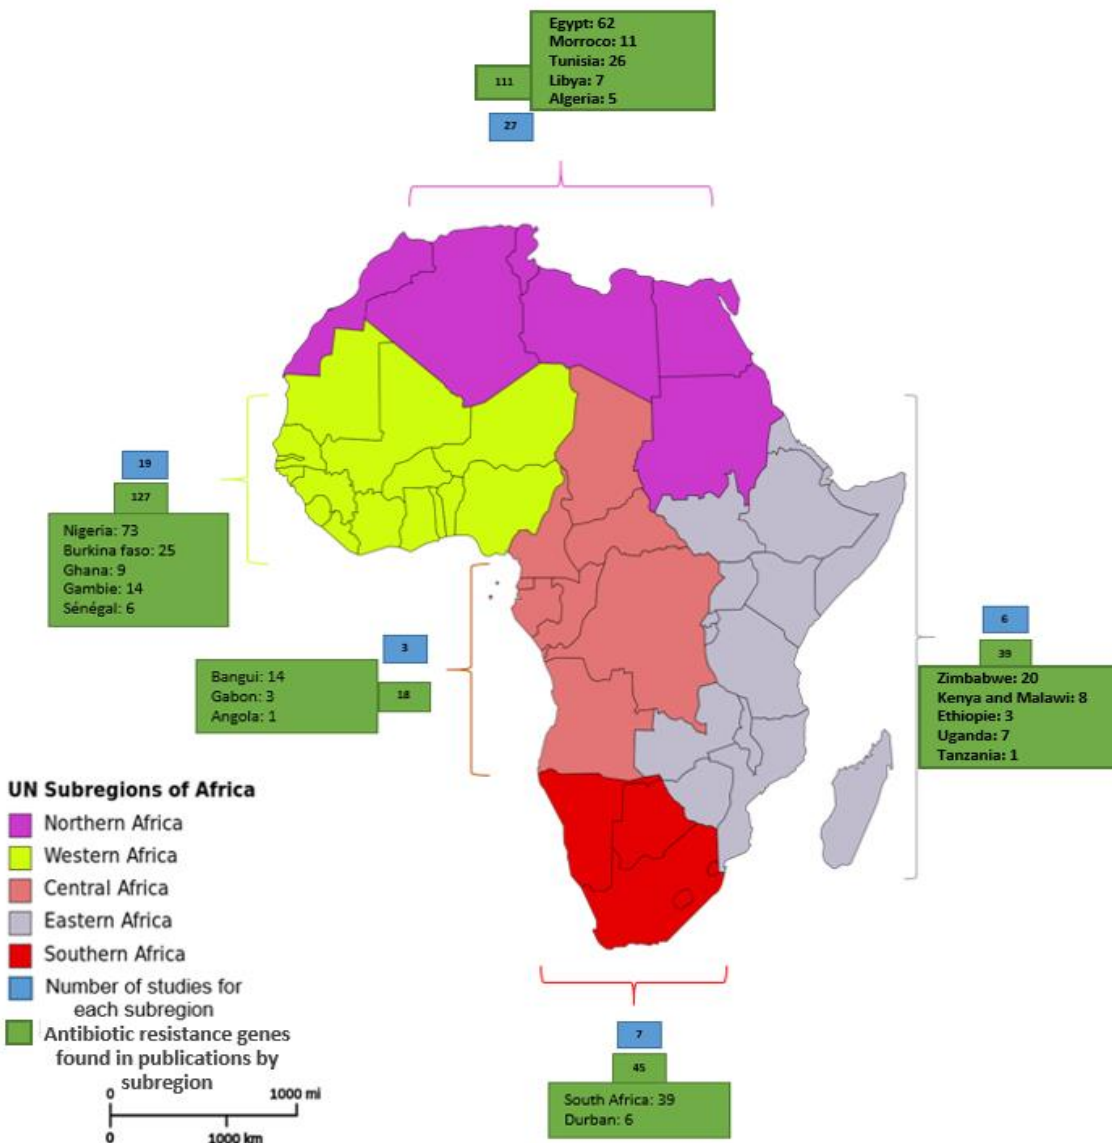 Egypt: 62
Morroco: 11
Tunisia: 26
Libya: 7
Algeria: 5
111
27
19
127
Nigeria: 73
Burkina faso: 25
Ghana: 9
Gambie: 14
Sénégal: 6
3
18
Bangui: 14
Gabon: 3
Angola: 1
6
39
Zimbabwe: 20
Kenya and Malawi: 8
Ethiopie: 3
Uganda: 7
Tanzania: 1
UN Subregions of Africa
Northern Africa
Western Africa
Central Africa
Eastern Africa
Southern Africa
Number of studies for
each subregion
Antibiotic resistance genes
found in publications by
subregion
0 1000 mi
0 1000 km
7
45
South Africa: 39
Durban: 6